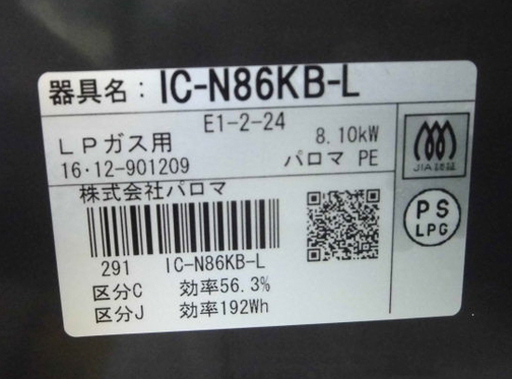 器具名：IC-N86KB-L
E1-2-24
LPガス用 8.10kW
16・12-901209 パロマ PE
株式会社パロマ
JIA認証
PS
LPG
291 IC-N86KB-L
区分C 効率56.3%
区分J 効率192Wh